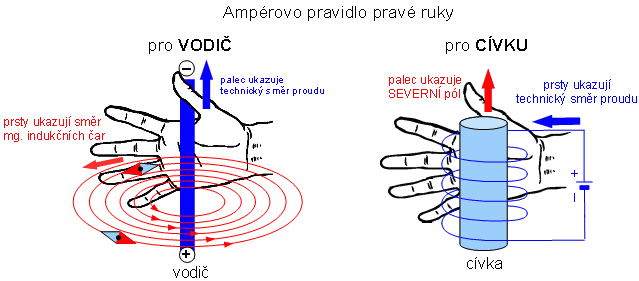 Ampérovo pravidlo pravé ruky
pro VODIČ
pro CÍVKU
−
palec ukazuje
technický směr proudu
prsty ukazují směr
mg. indukčních čar
+
vodič
palec ukazuje
SEVERNÍ pól
prsty ukazují
technický směr proudu
+
−
cívka